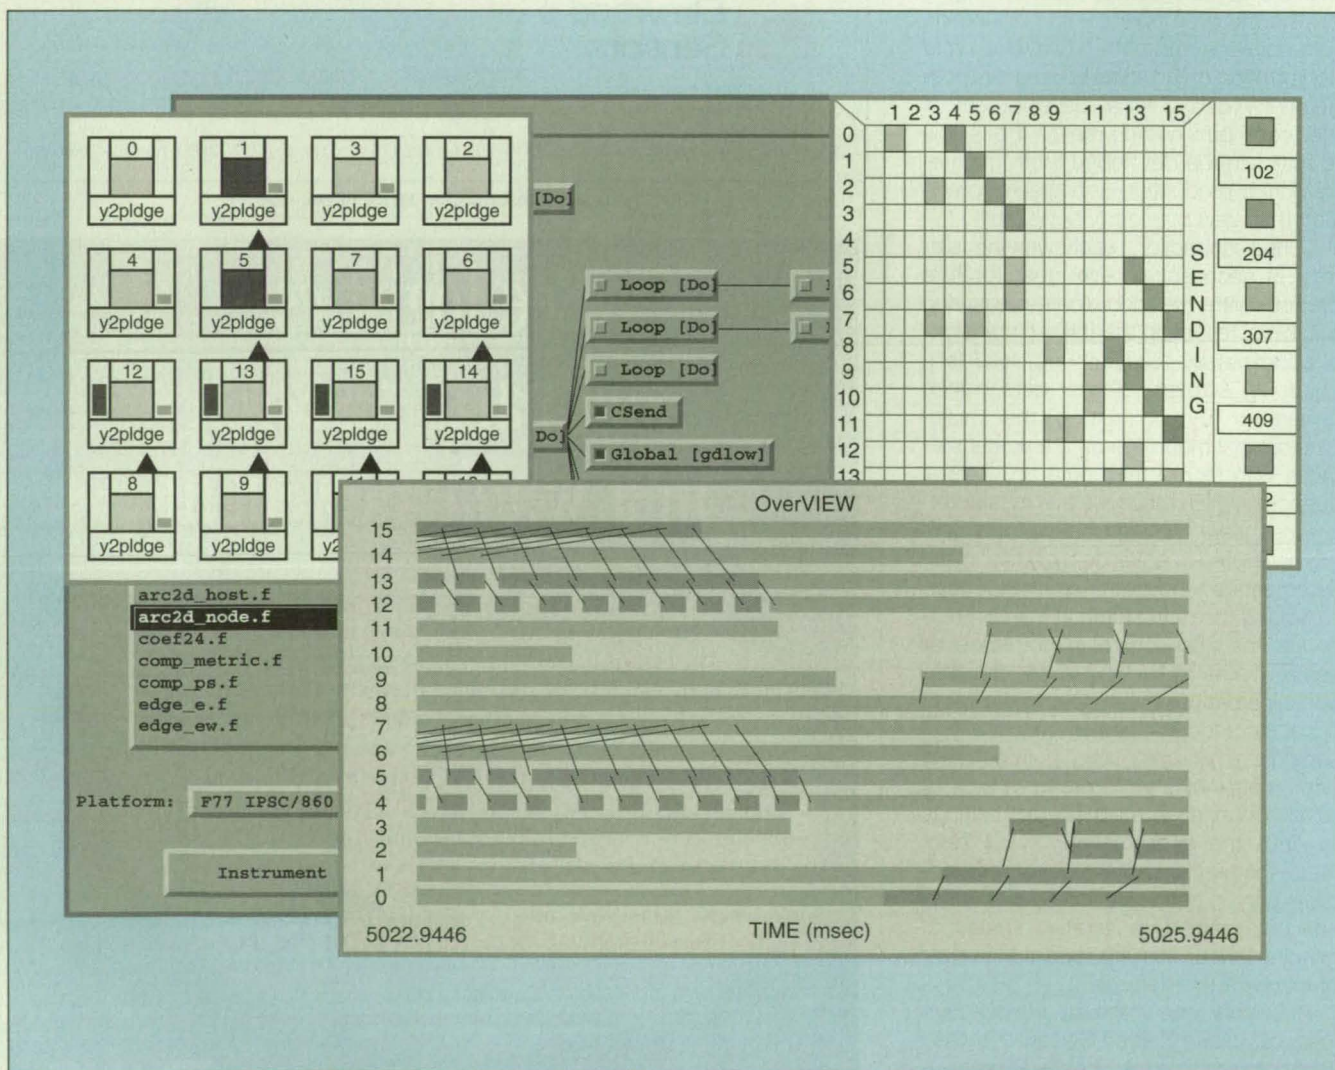 0 1 3 2
y2pldge y2pldge y2pldge y2pldge
4 5 7 6
y2pldge y2pldge y2pldge y2pldge
12 13 15 14
y2pldge y2pldge y2pldge y2pldge
8 9
y2pldge y2pldge
[Do]
Loop [Do]
Loop [Do]
Loop [Do]
CSend
Do]
Global [gdlow]
1 2 3 4 5 6 7 8 9 11 13 15
0
1
2
3
4
5
6
7
8
9
10
11
12
13
SENDING
102
204
307
409
arc2d_host.f
arc2d_node.f
coef24.f
comp_metric.f
comp_ps.f
edge_e.f
edge_ew.f
Platform: F77 IPSC/860
Instrument
OverVIEW
15
14
13
12
11
10
9
8
7
6
5
4
3
2
1
0
5022.9446 TIME (msec) 5025.9446